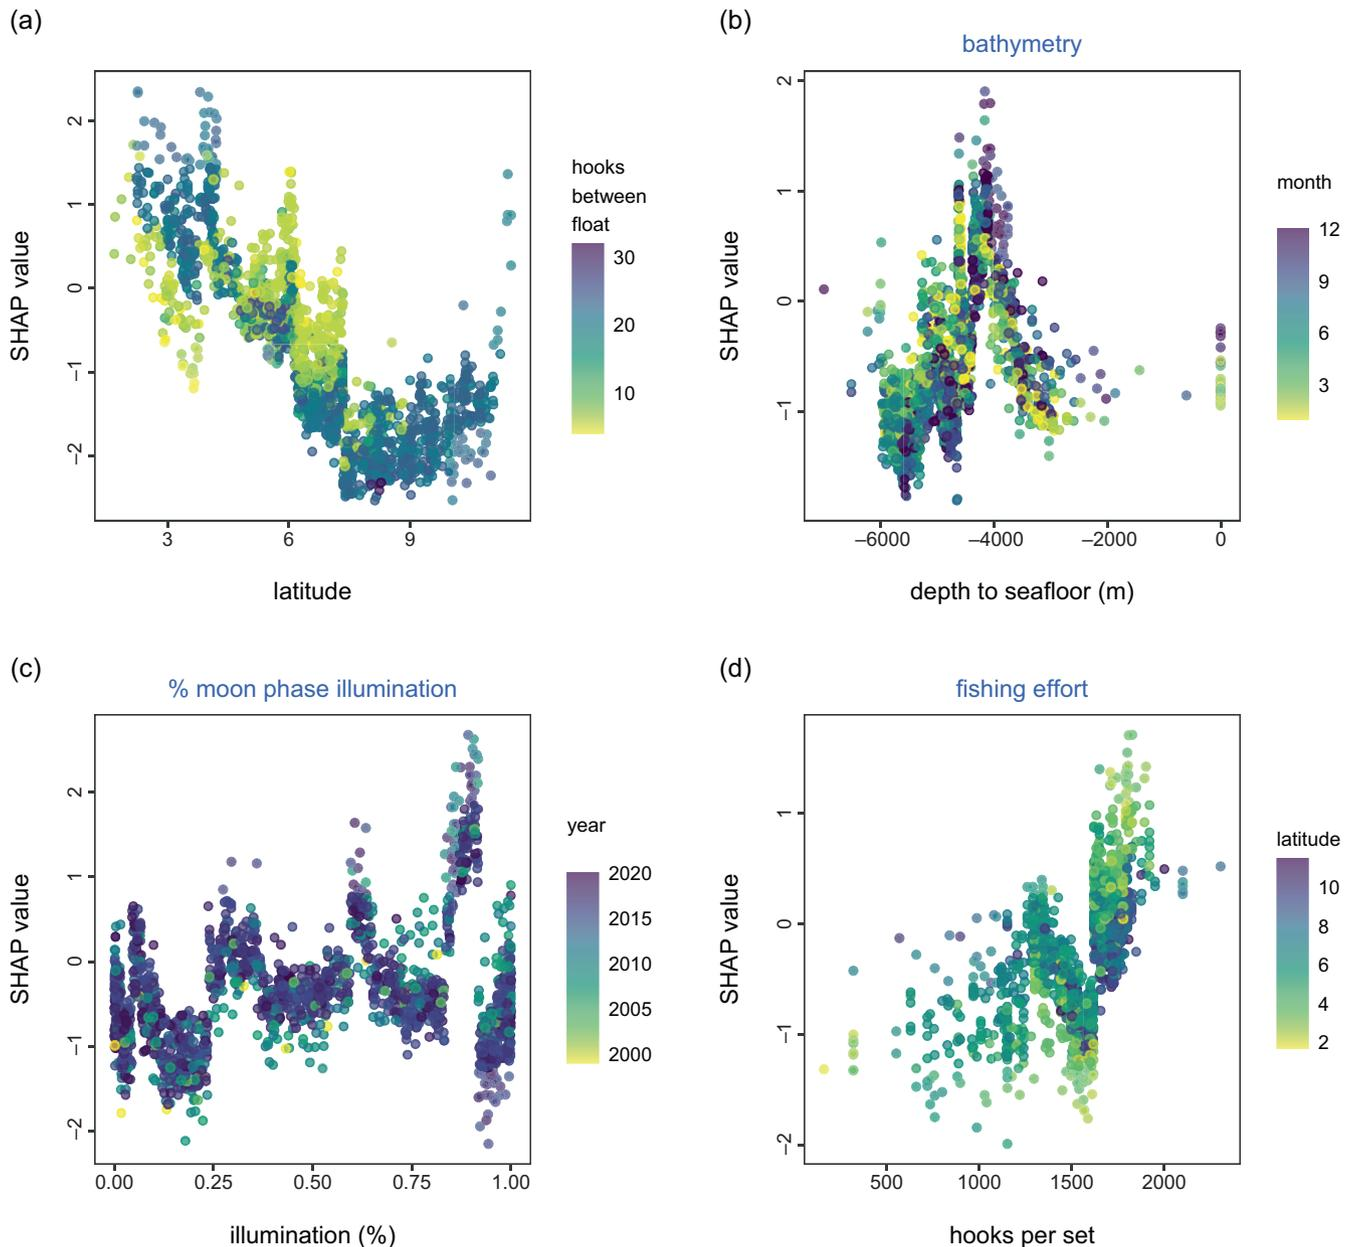 (a)
SHAP value
2
1
0
−1
−2
3 6 9
latitude
hooks
between
float
30
20
10
(b)
bathymetry
SHAP value
2
1
0
−1
−6000 −4000 −2000 0
depth to seafloor (m)
month
12
9
6
3
(c)
% moon phase illumination
SHAP value
2
1
0
−1
−2
0.00 0.25 0.50 0.75 1.00
illumination (%)
year
2020
2015
2010
2005
2000
(d)
fishing effort
SHAP value
1
0
−1
−2
500 1000 1500 2000
hooks per set
latitude
10
8
6
4
2